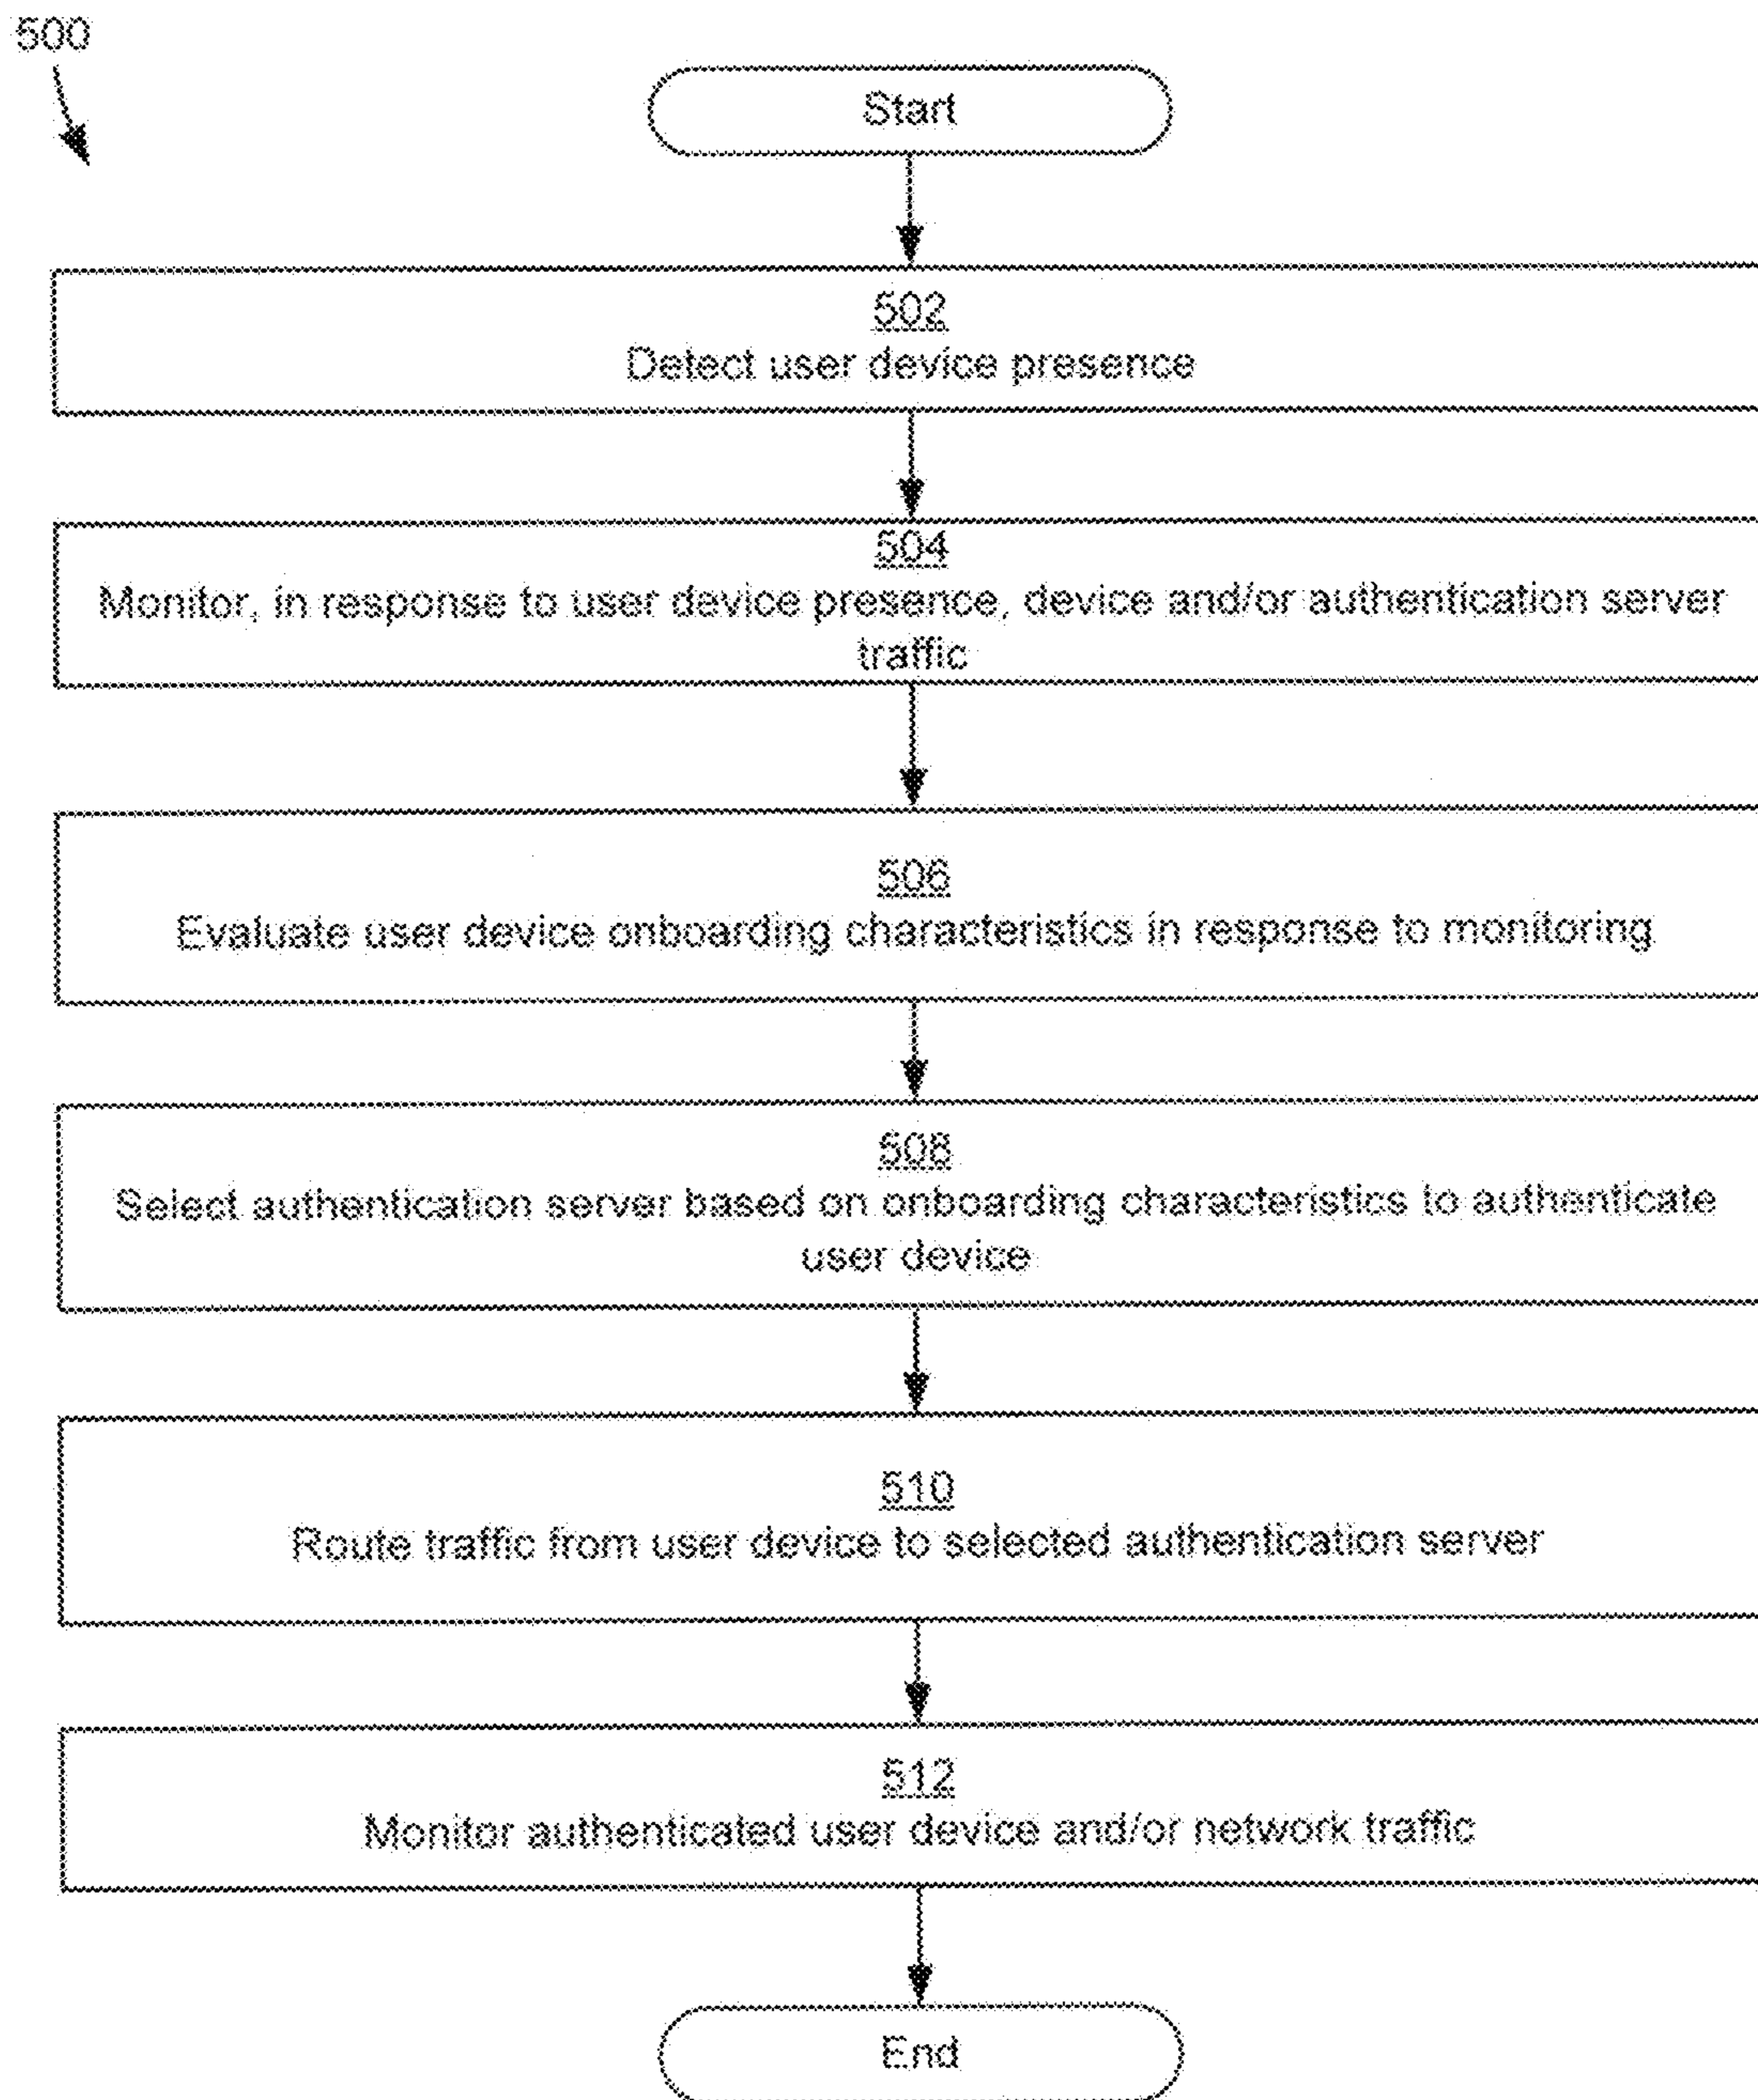 500
Start
502
Detect user device presence
504
Monitor, in response to user device presence, device and/or authentication server
traffic
506
Evaluate user device onboarding characteristics in response to monitoring
508
Select authentication server based on onboarding characteristics to authenticate
user device
510
Route traffic from user device to selected authentication server
512
Monitor authenticated user device and/or network traffic
End